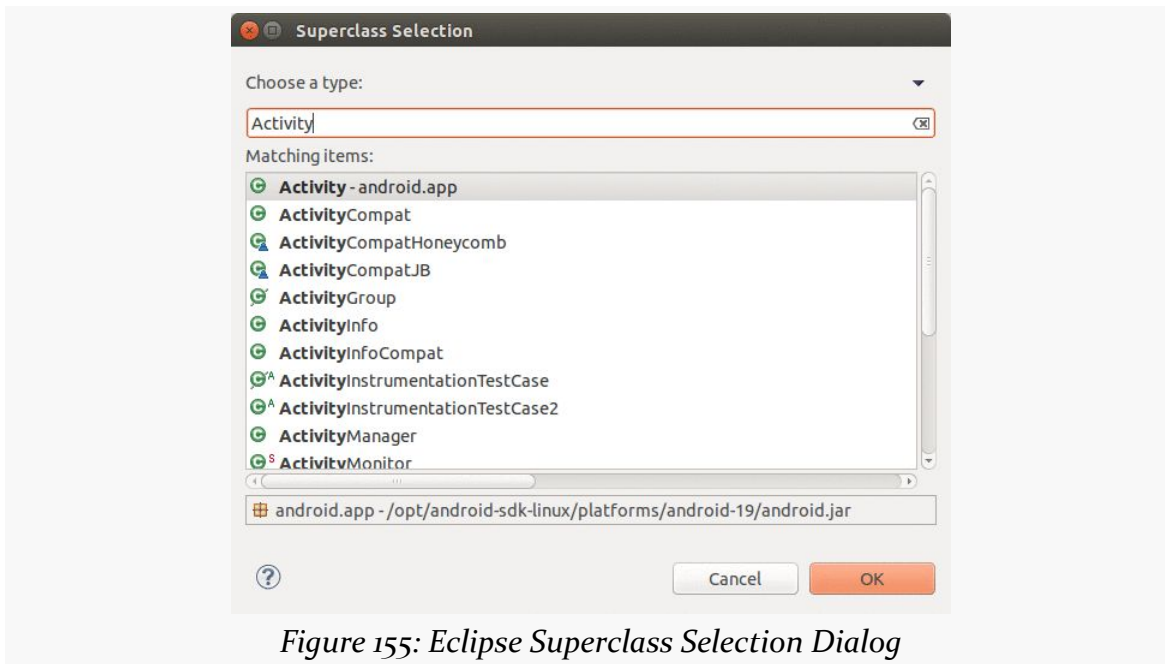 Superclass Selection
Choose a type:
Activity
Matching items:
Activity - android.app
ActivityCompat
ActivityCompatHoneycomb
ActivityCompatJB
ActivityGroup
ActivityInfo
ActivityInfoCompat
ActivityInstrumentationTestCase
ActivityInstrumentationTestCase2
ActivityManager
ActivityMonitor
android.app - /opt/android-sdk-linux/platforms/android-19/android.jar
Cancel OK
Figure 155: Eclipse Superclass Selection Dialog